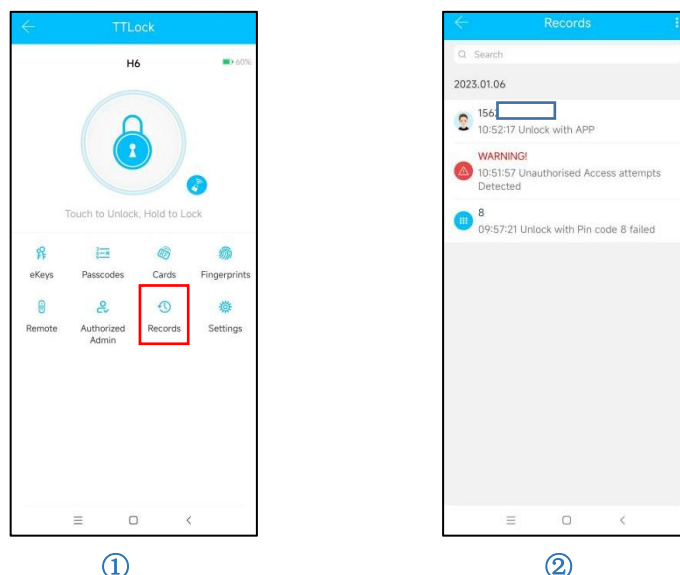 TTLock
H6
60%
Touch to Unlock, Hold to Lock
eKeys Passcodes Cards Fingerprints
Remote Authorized Admin Records Settings
①
Records
Search
2023.01.06
156
10:52:17 Unlock with APP
WARNING!
10:51:57 Unauthorised Access attempts
Detected
8
09:57:21 Unlock with Pin code 8 failed
②